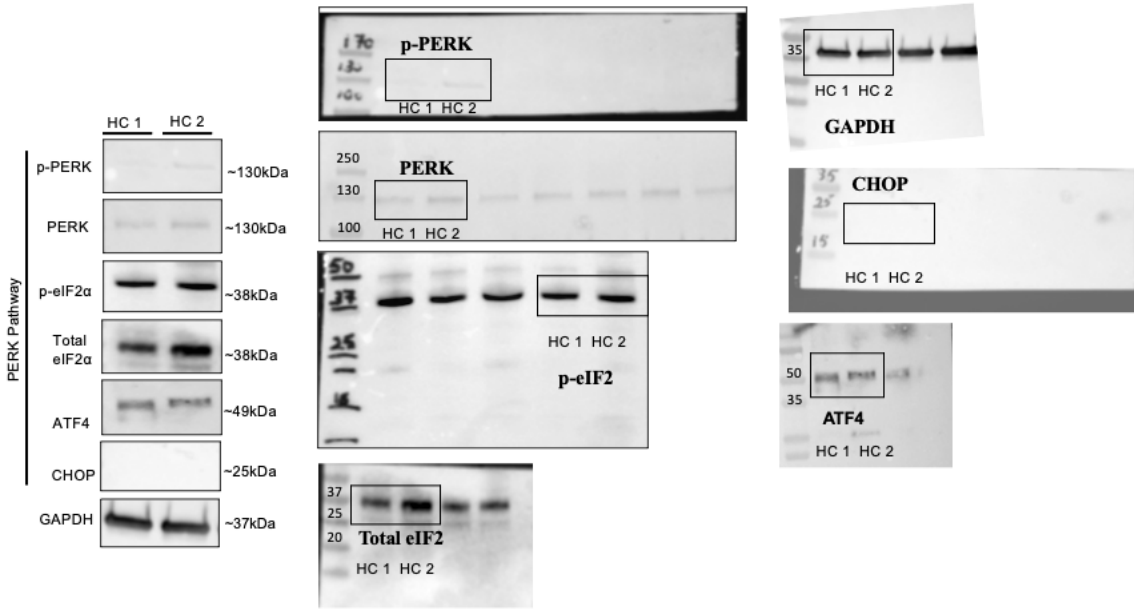 HC 1 HC 2
PERK Pathway
p-PERK ~130kDa
PERK ~130kDa
p-eIF2α ~38kDa
Total
eIF2α ~38kDa
ATF4 ~49kDa
CHOP ~25kDa
GAPDH ~37kDa
170
p-PERK
130
100
HC 1 HC 2
250
PERK
130
100
HC 1 HC 2
50
37
HC 1 HC 2
25
p-eIF2
37
25
20
Total eIF2
HC 1 HC 2
35
HC 1 HC 2
GAPDH
35
CHOP
25
15
HC 1 HC 2
50
35
ATF4
HC 1 HC 2